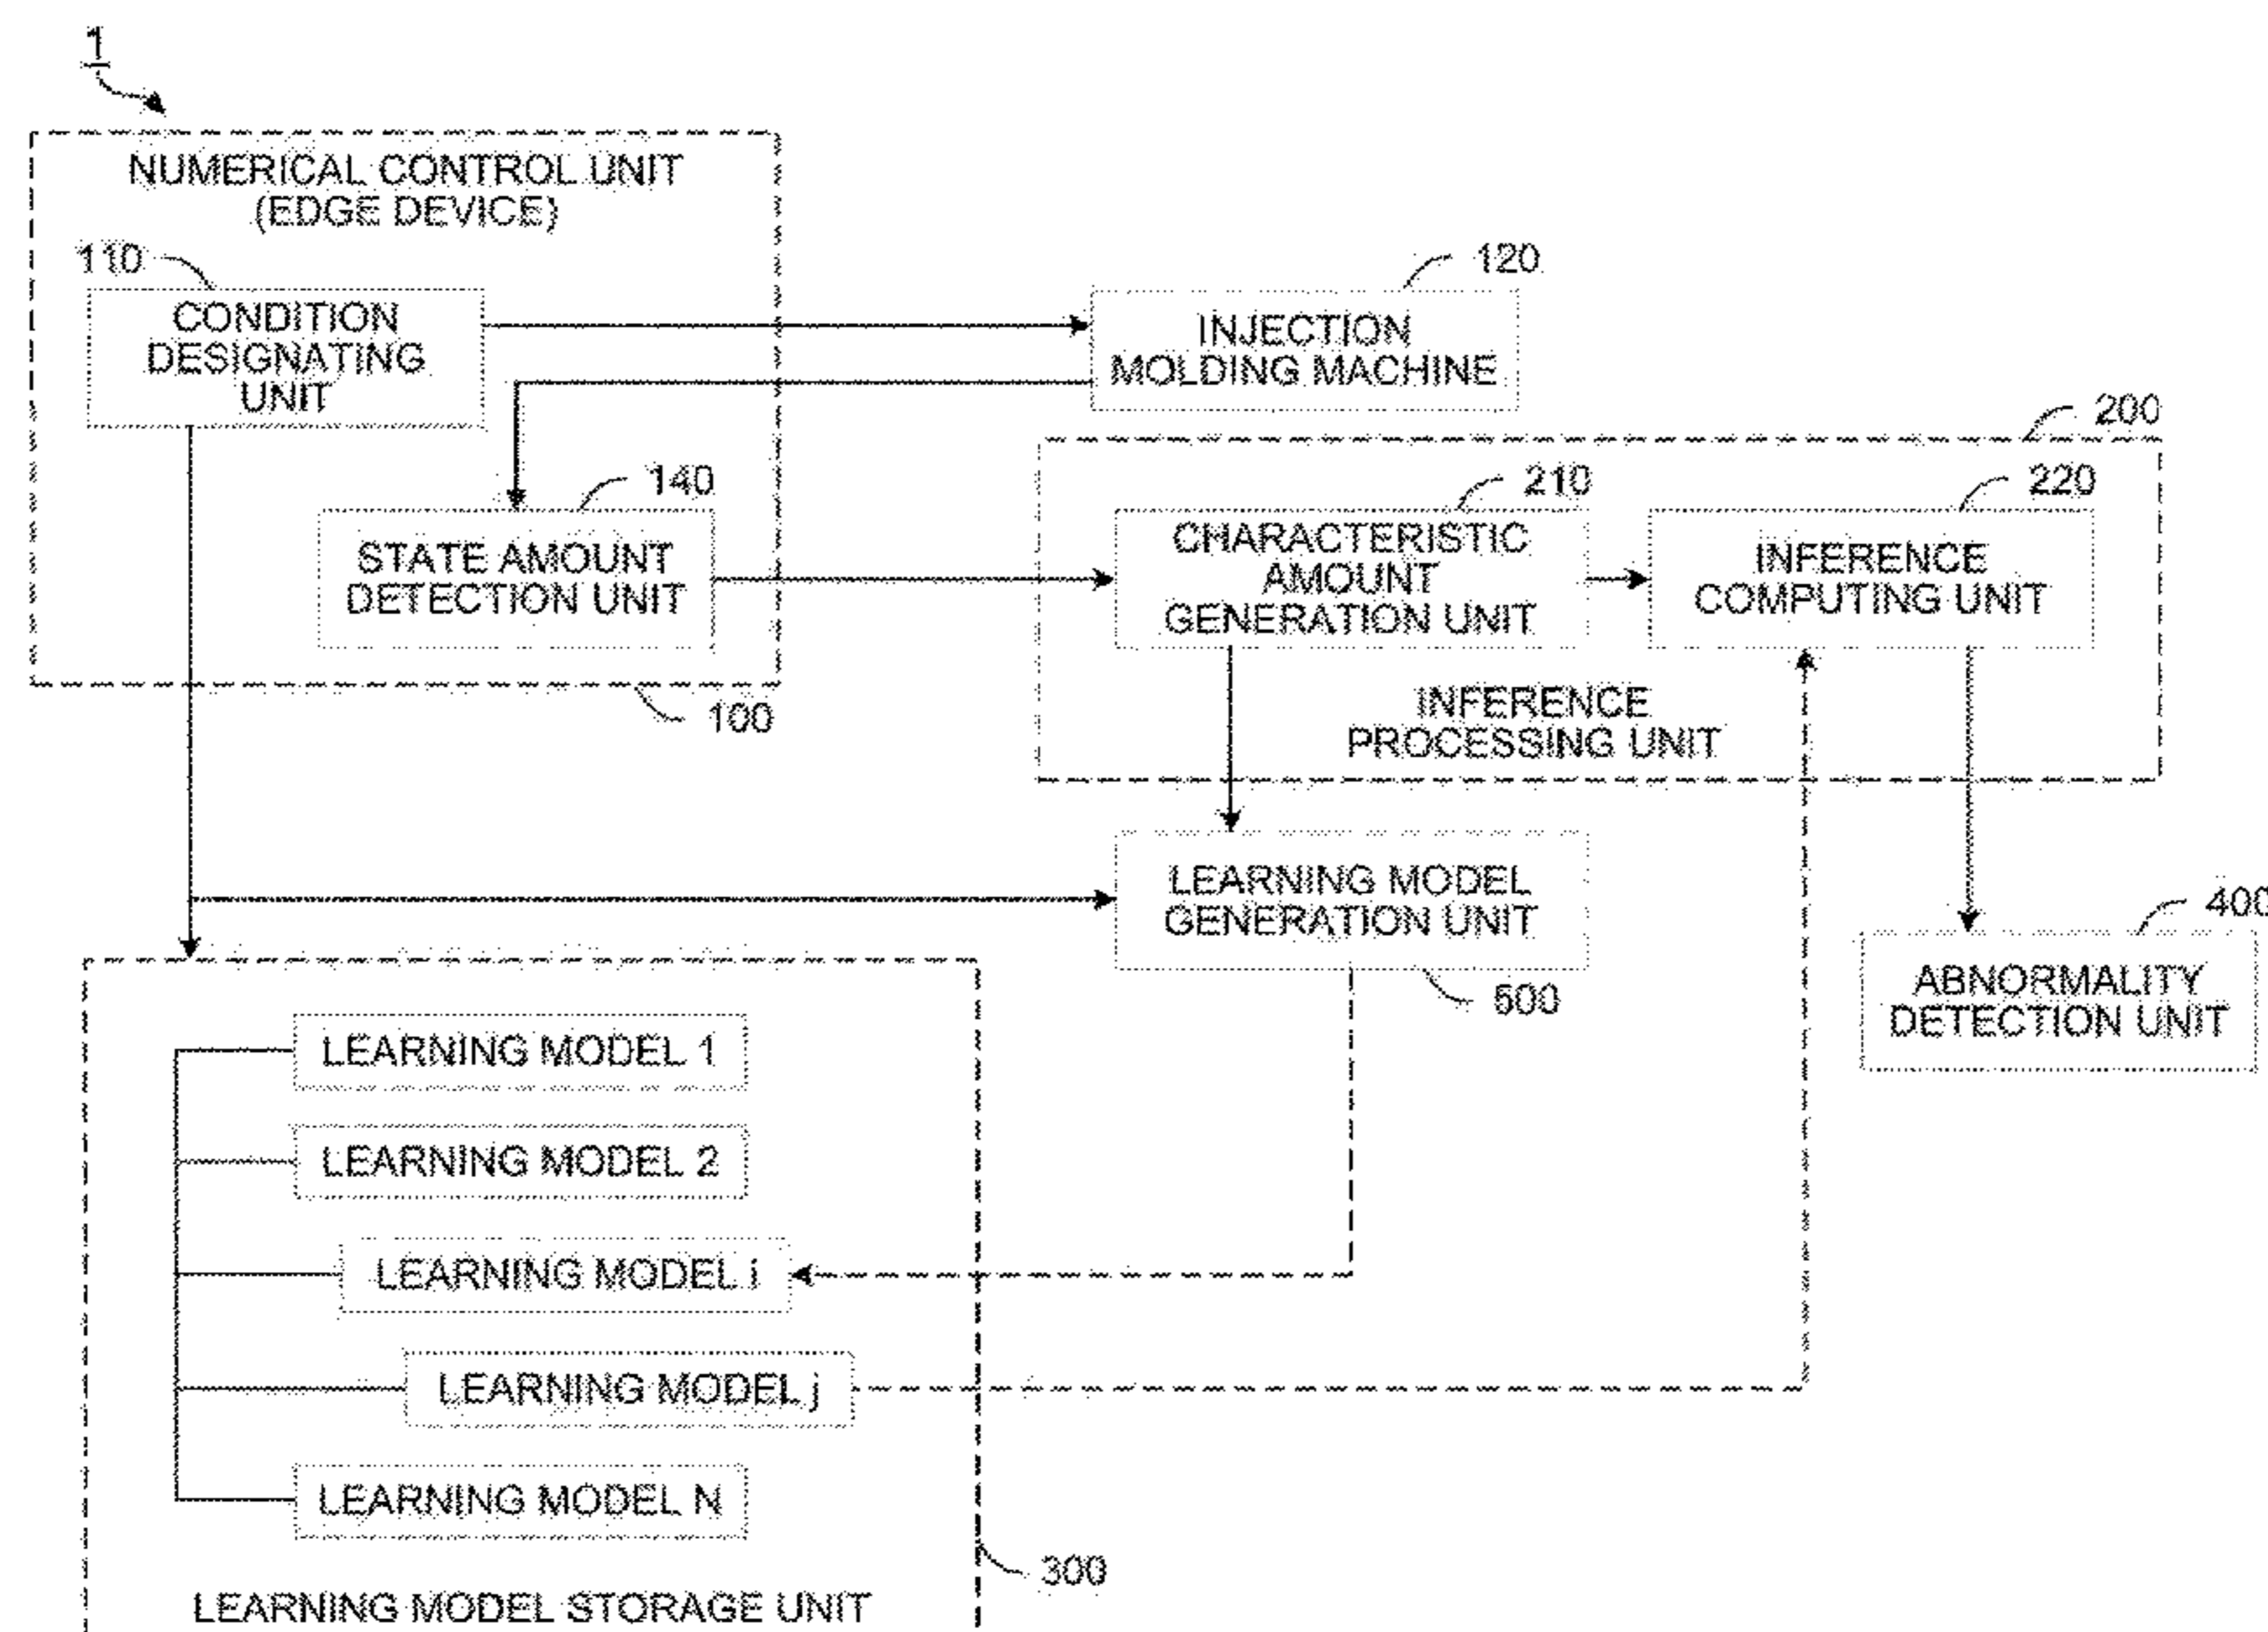 1
NUMERICAL CONTROL UNIT
(EDGE DEVICE)
110
CONDITION
DESIGNATING
UNIT
120
INJECTION
MOLDING MACHINE
200
140
STATE AMOUNT
DETECTION UNIT
210
CHARACTERISTIC
AMOUNT
GENERATION UNIT
220
INFERENCE
COMPUTING UNIT
100
INFERENCE
PROCESSING UNIT
LEARNING MODEL
GENERATION UNIT
500
400
ABNORMALITY
DETECTION UNIT
LEARNING MODEL 1
LEARNING MODEL 2
LEARNING MODEL i
LEARNING MODEL j
LEARNING MODEL N
300
LEARNING MODEL STORAGE UNIT